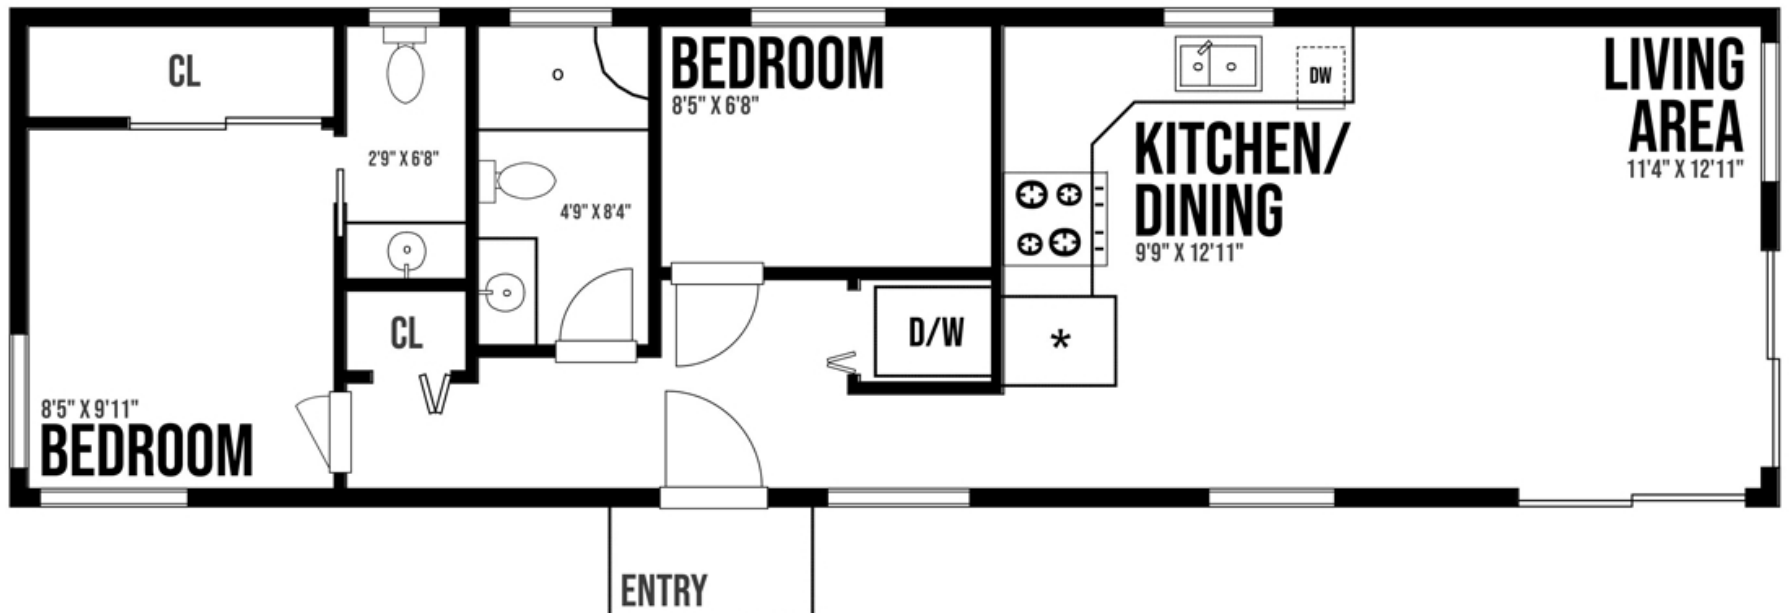 CL
2'9" X 6'8"
CL
8'5" X 9'11"
BEDROOM
4'9" X 8'4"
BEDROOM
8'5" X 6'8"
D/W
*
DW
KITCHEN/
DINING
9'9" X 12'11"
LIVING
AREA
11'4" X 12'11"
ENTRY